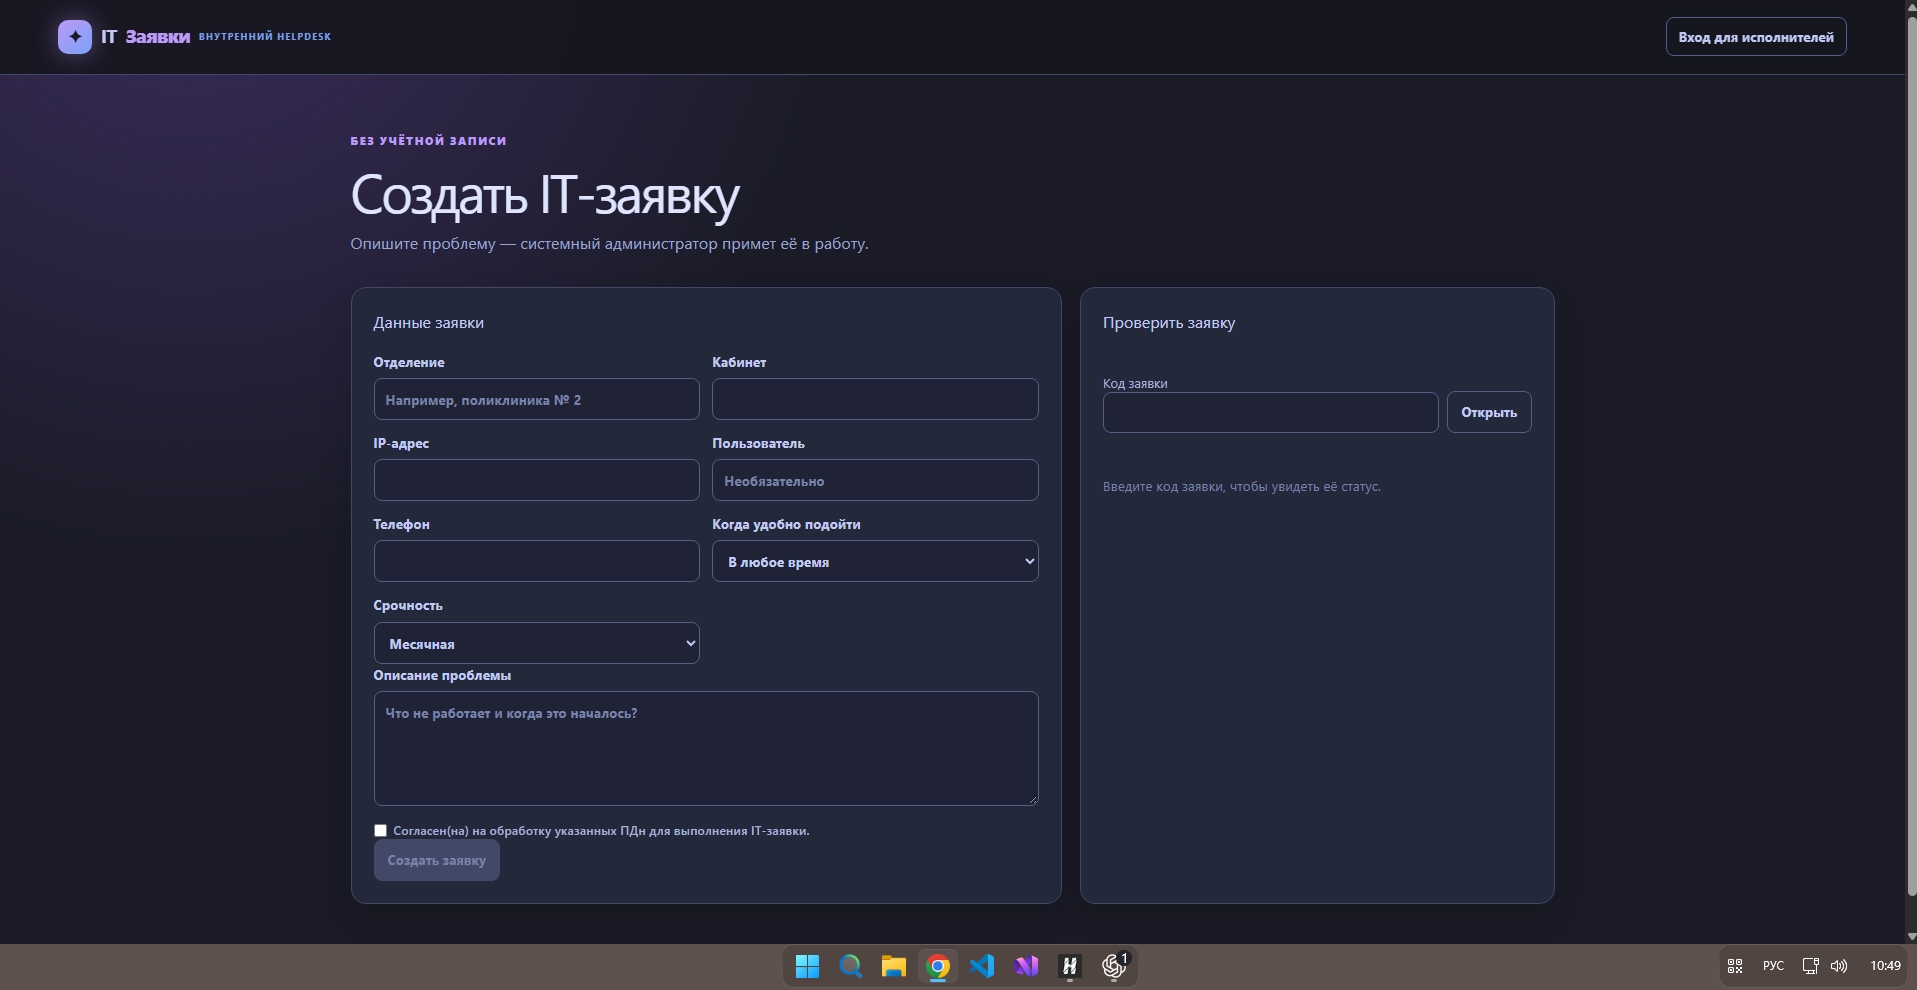 IT Заявки ВНУТРЕННИЙ HELPDESK
Вход для исполнителей
БЕЗ УЧЁТНОЙ ЗАПИСИ
Создать IT-заявку
Опишите проблему — системный администратор примет её в работу.
Данные заявки
Отделение
Кабинет
Например, поликлиника № 2
IP-адрес
Пользователь
Необязательно
Телефон
Когда удобно подойти
В любое время
Срочность
Месячная
Описание проблемы
Что не работает и когда это началось?
Согласен(на) на обработку указанных ПДн для выполнения IT-заявки.
Создать заявку
Проверить заявку
Код заявки
Открыть
Введите код заявки, чтобы увидеть её статус.
1
РУС
10:49